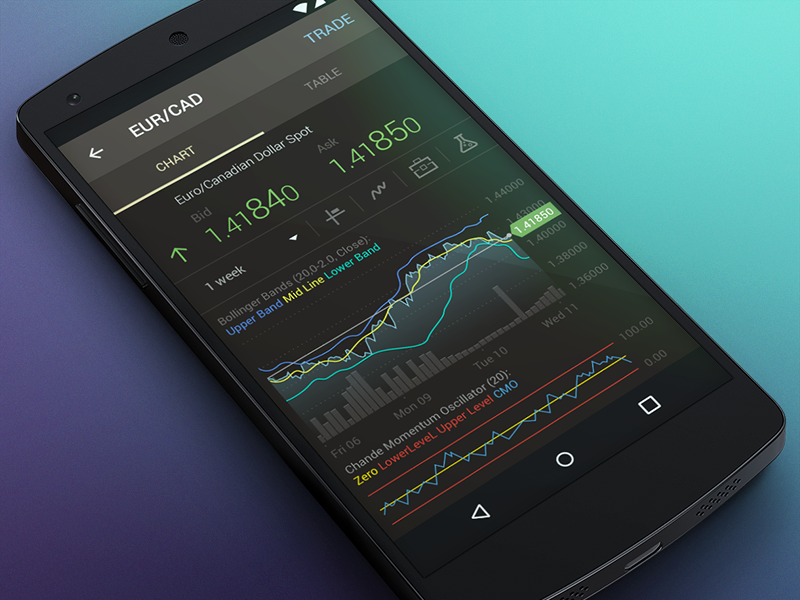 TRADE
EUR/CAD
CHART TABLE
Euro/Canadian Dollar Spot
Bid 1.41840 Ask 1.41850
1 week
Bollinger Bands (20,0-2.0, Close):
Upper Band Mid Line Lower Band
1.44000
1.43000
1.41850
1.40000
1.38000
1.36000
Fri 06 Mon 09 Tue 10 Wed 11
Chande Momentum Oscillator (20):
Zero LowerLevel Upper Level CMO
100.00
0.00